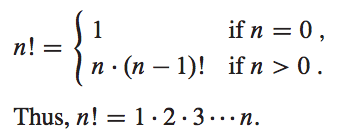 n! = { 1 if n = 0 ,
n · (n − 1)! if n > 0 .
Thus, n! = 1 · 2 · 3 ··· n.